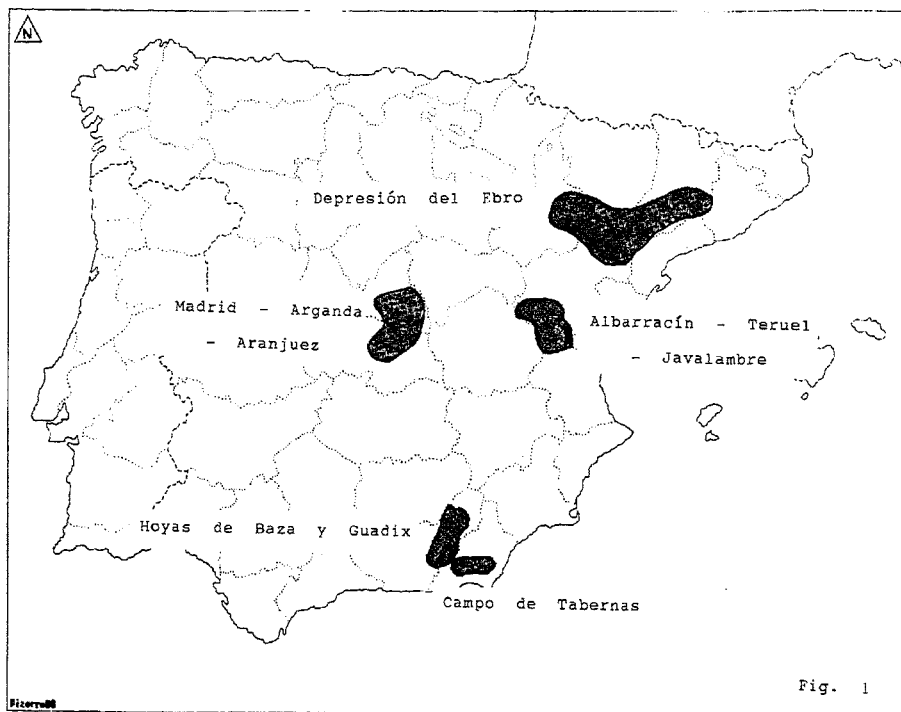 N
Depresión del Ebro
Madrid - Arganda
- Aranjuez
Albarracín - Teruel
- Javalambre
Hoyas de Baza y Guadix
Campo de Tabernas
Fig. 1